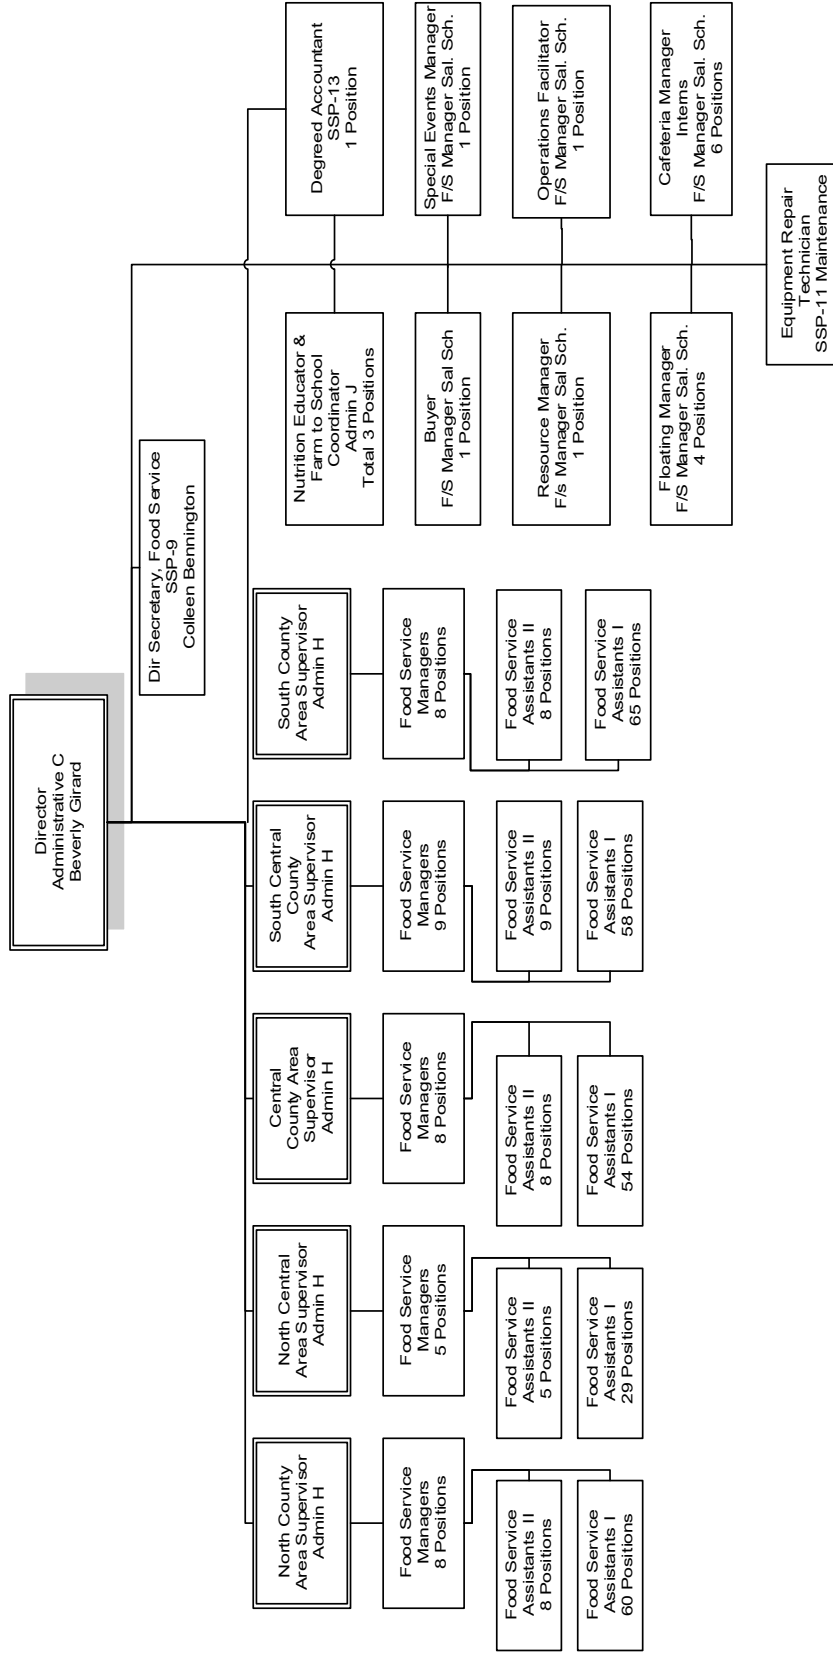 Director
Administrative C
Beverly Girard
Dir Secretary, Food Service
SSP-9
Colleen Bennington
North County
Area Supervisor
Admin H
North Central
Area Supervisor
Admin H
Central
County Area
Supervisor
Admin H
South Central
County
Area Supervisor
Admin H
South County
Area Supervisor
Admin H
Nutrition Educator &
Farm to School
Coordinator
Admin J
Total 3 Positions
Degreed Accountant
SSP-13
1 Position
Food Service
Managers
8 Positions
Food Service
Managers
5 Positions
Food Service
Managers
8 Positions
Food Service
Managers
9 Positions
Food Service
Managers
8 Positions
Buyer
F/S Manager Sal Sch
1 Position
Special Events Manager
F/S Manager Sal. Sch.
1 Position
Food Service
Assistants II
8 Positions
Food Service
Assistants II
5 Positions
Food Service
Assistants II
8 Positions
Food Service
Assistants II
9 Positions
Food Service
Assistants II
8 Positions
Resource Manager
F/s Manager Sal Sch.
1 Position
Operations Facilitator
F/S Manager Sal. Sch.
1 Position
Food Service
Assistants I
60 Positions
Food Service
Assistants I
29 Positions
Food Service
Assistants I
54 Positions
Food Service
Assistants I
58 Positions
Food Service
Assistants I
65 Positions
Floating Manager
F/S Manager Sal. Sch.
4 Positions
Cafeteria Manager
Interns
F/S Manager Sal. Sch.
6 Positions
Equipment Repair
Technician
SSP-11 Maintenance